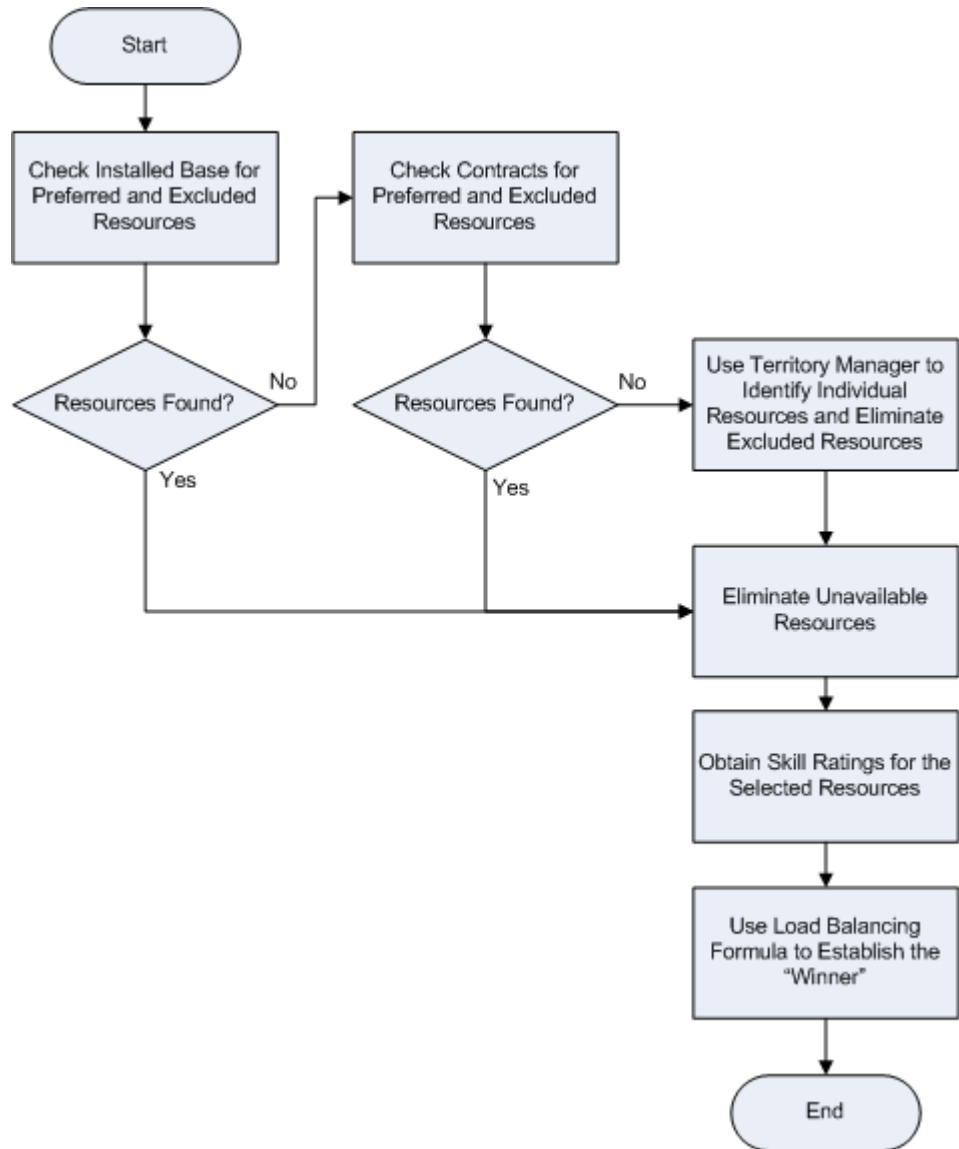 Start
Check Installed Base for
Preferred and Excluded
Resources
Check Contracts for
Preferred and Excluded
Resources
Resources Found?
No
Yes
Resources Found?
No
Yes
Use Territory Manager to
Identify Individual
Resources and Eliminate
Excluded Resources
Eliminate Unavailable
Resources
Obtain Skill Ratings for the
Selected Resources
Use Load Balancing
Formula to Establish the
“Winner”
End